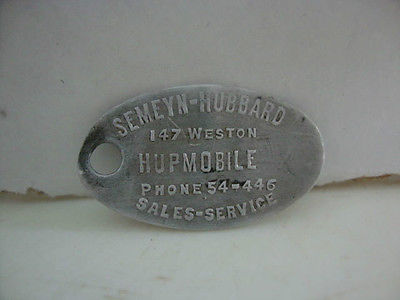 SEMEYN-HUBBARD
147 WESTON
HUPMOBILE
PHONE 54-446
SALES-SERVICE